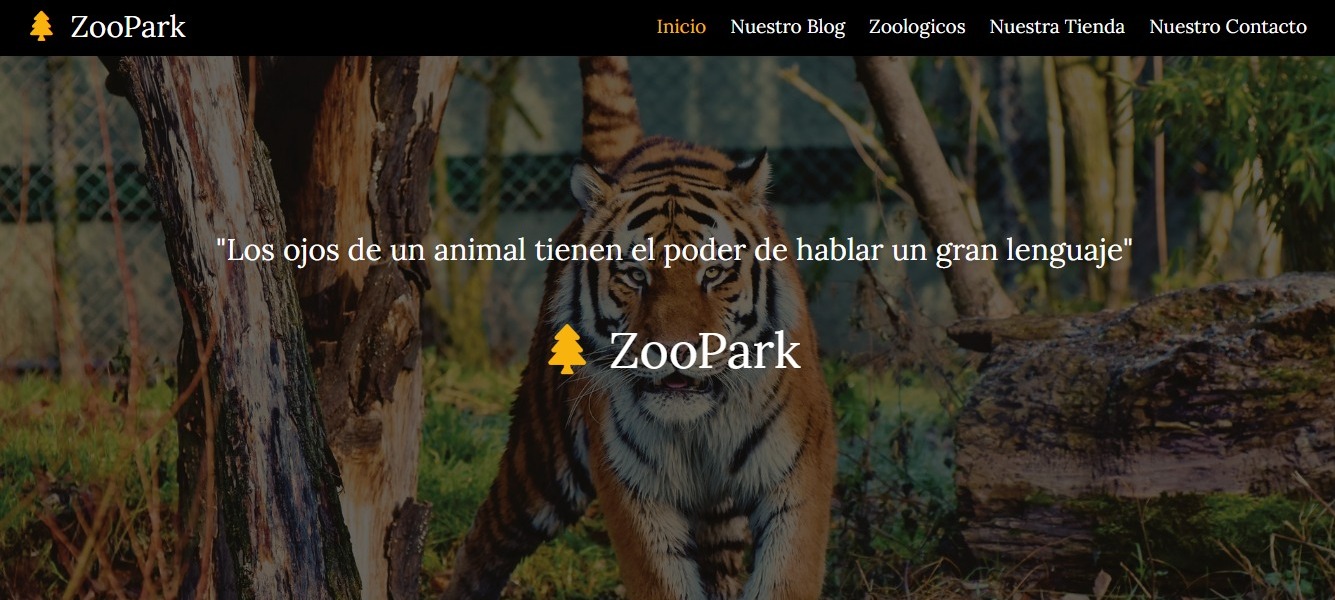 ZooPark
Inicio Nuestro Blog Zoologicos Nuestra Tienda Nuestro Contacto
"Los ojos de un animal tienen el poder de hablar un gran lenguaje"
ZooPark